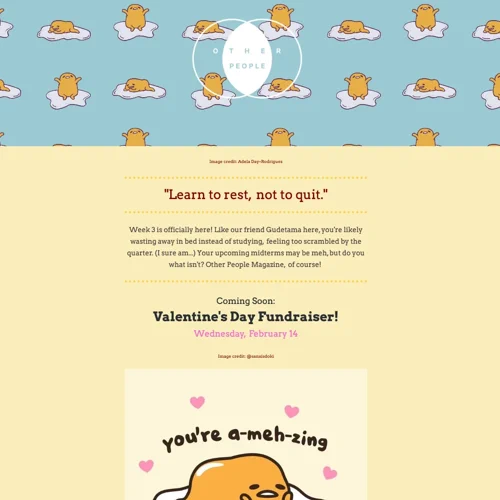 OTHER
PEOPLE
Image credit: Adela Day-Rodriguez
"Learn to rest, not to quit."
Week 3 is officially here! Like our friend Gudetama here, you're likely
wasting away in bed instead of studying, feeling too scrambled by the
quarter. (I sure am...) Your upcoming midterms may be meh, but do you
know what isn't? Other People Magazine, of course!
Coming Soon:
Valentine's Day Fundraiser!
Wednesday, February 14
Image credit: @sanaladoki
you're a-meh-zing